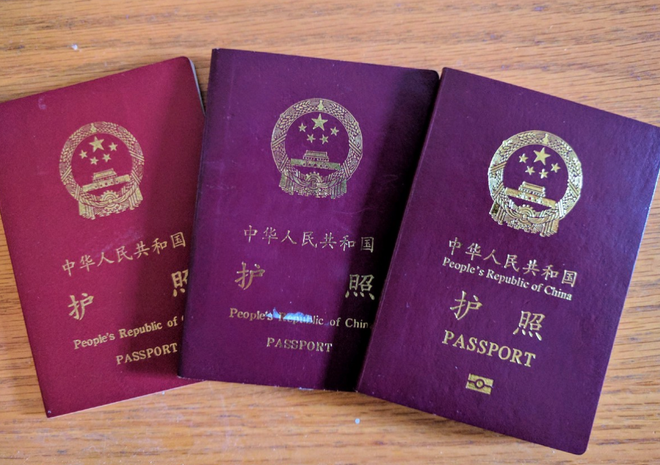 中华人民共和国
护 照
People's Republic of
PASSPORT
中华人民共和国
护 照
People's Republic of Chin
PASSPORT
中华人民共和国
People's Republic of China
护 照
PASSPORT